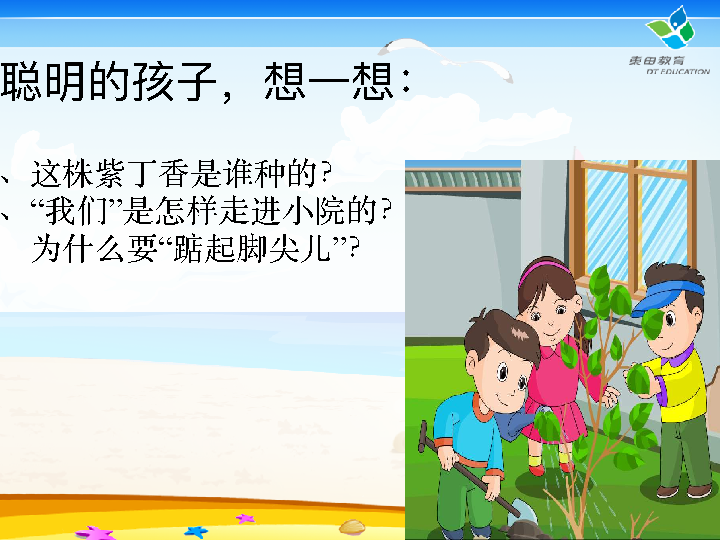 聪明的孩子，想一想：
東田教育
DT EDUCATION
、这株紫丁香是谁种的？
、“我们”是怎样走进小院的？
为什么要“踮起脚尖儿”？